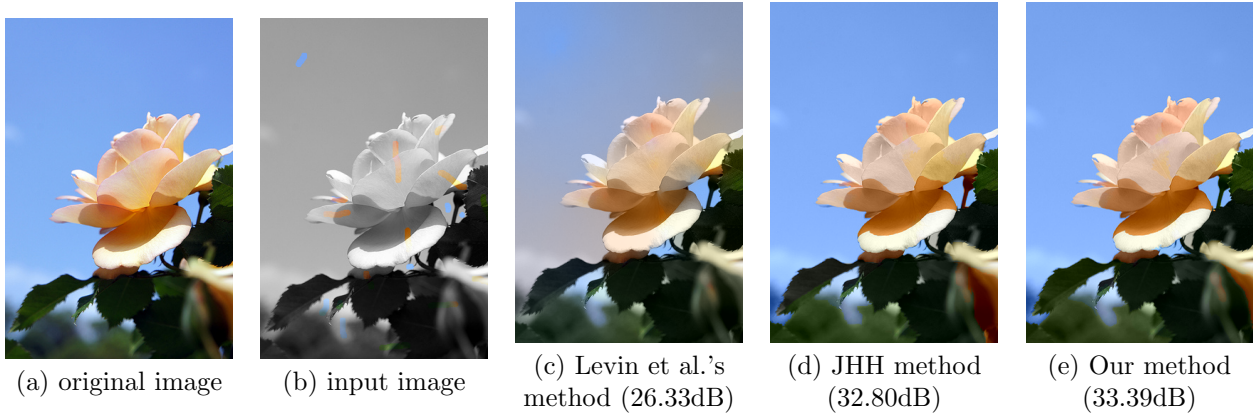 (a) original image
(b) input image
(c) Levin et al.'s
method (26.33dB)
(d) JHH method
(32.80dB)
(e) Our method
(33.39dB)